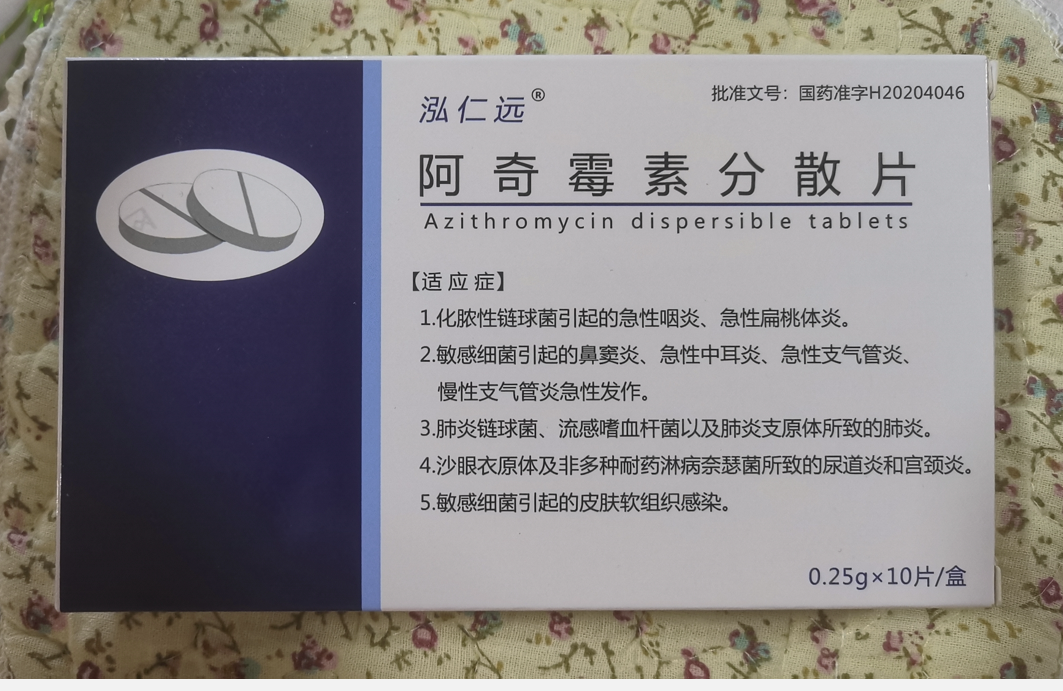 泓仁远®
批准文号：国药准字H20204046
阿奇霉素分散片
Azithromycin dispersible tablets
【适应症】
1.化脓性链球菌引起的急性咽炎、急性扁桃体炎。
2.敏感细菌引起的鼻窦炎、急性中耳炎、急性支气管炎、
慢性支气管炎急性发作。
3.肺炎链球菌、流感嗜血杆菌以及肺炎支原体所致的肺炎。
4.沙眼衣原体及非多种耐药淋病奈瑟菌所致的尿道炎和宫颈炎。
5.敏感细菌引起的皮肤软组织感染。
0.25g×10片/盒